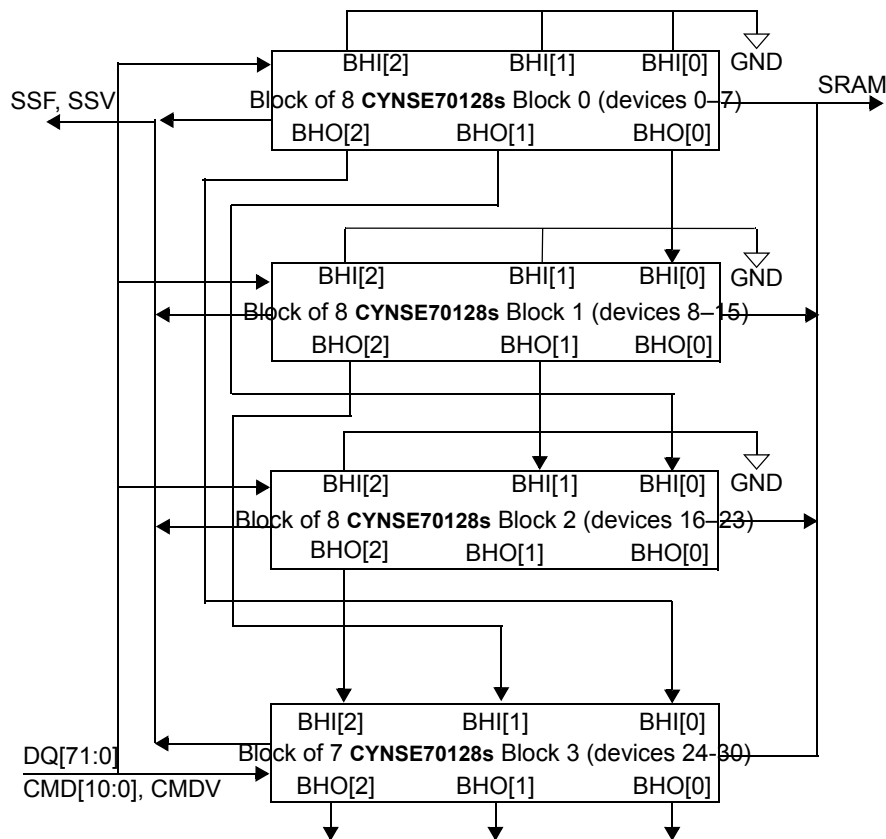 BHI[2] BHI[1] BHI[0] GND
SSF, SSV
SRAM
Block of 8 CYNSE70128s Block 0 (devices 0–7)
BHO[2] BHO[1] BHO[0]
BHI[2] BHI[1] BHI[0] GND
Block of 8 CYNSE70128s Block 1 (devices 8–15)
BHO[2] BHO[1] BHO[0]
BHI[2] BHI[1] BHI[0] GND
Block of 8 CYNSE70128s Block 2 (devices 16–23)
BHO[2] BHO[1] BHO[0]
BHI[2] BHI[1] BHI[0]
DQ[71:0]
Block of 7 CYNSE70128s Block 3 (devices 24-30)
CMD[10:0], CMDV
BHO[2] BHO[1] BHO[0]